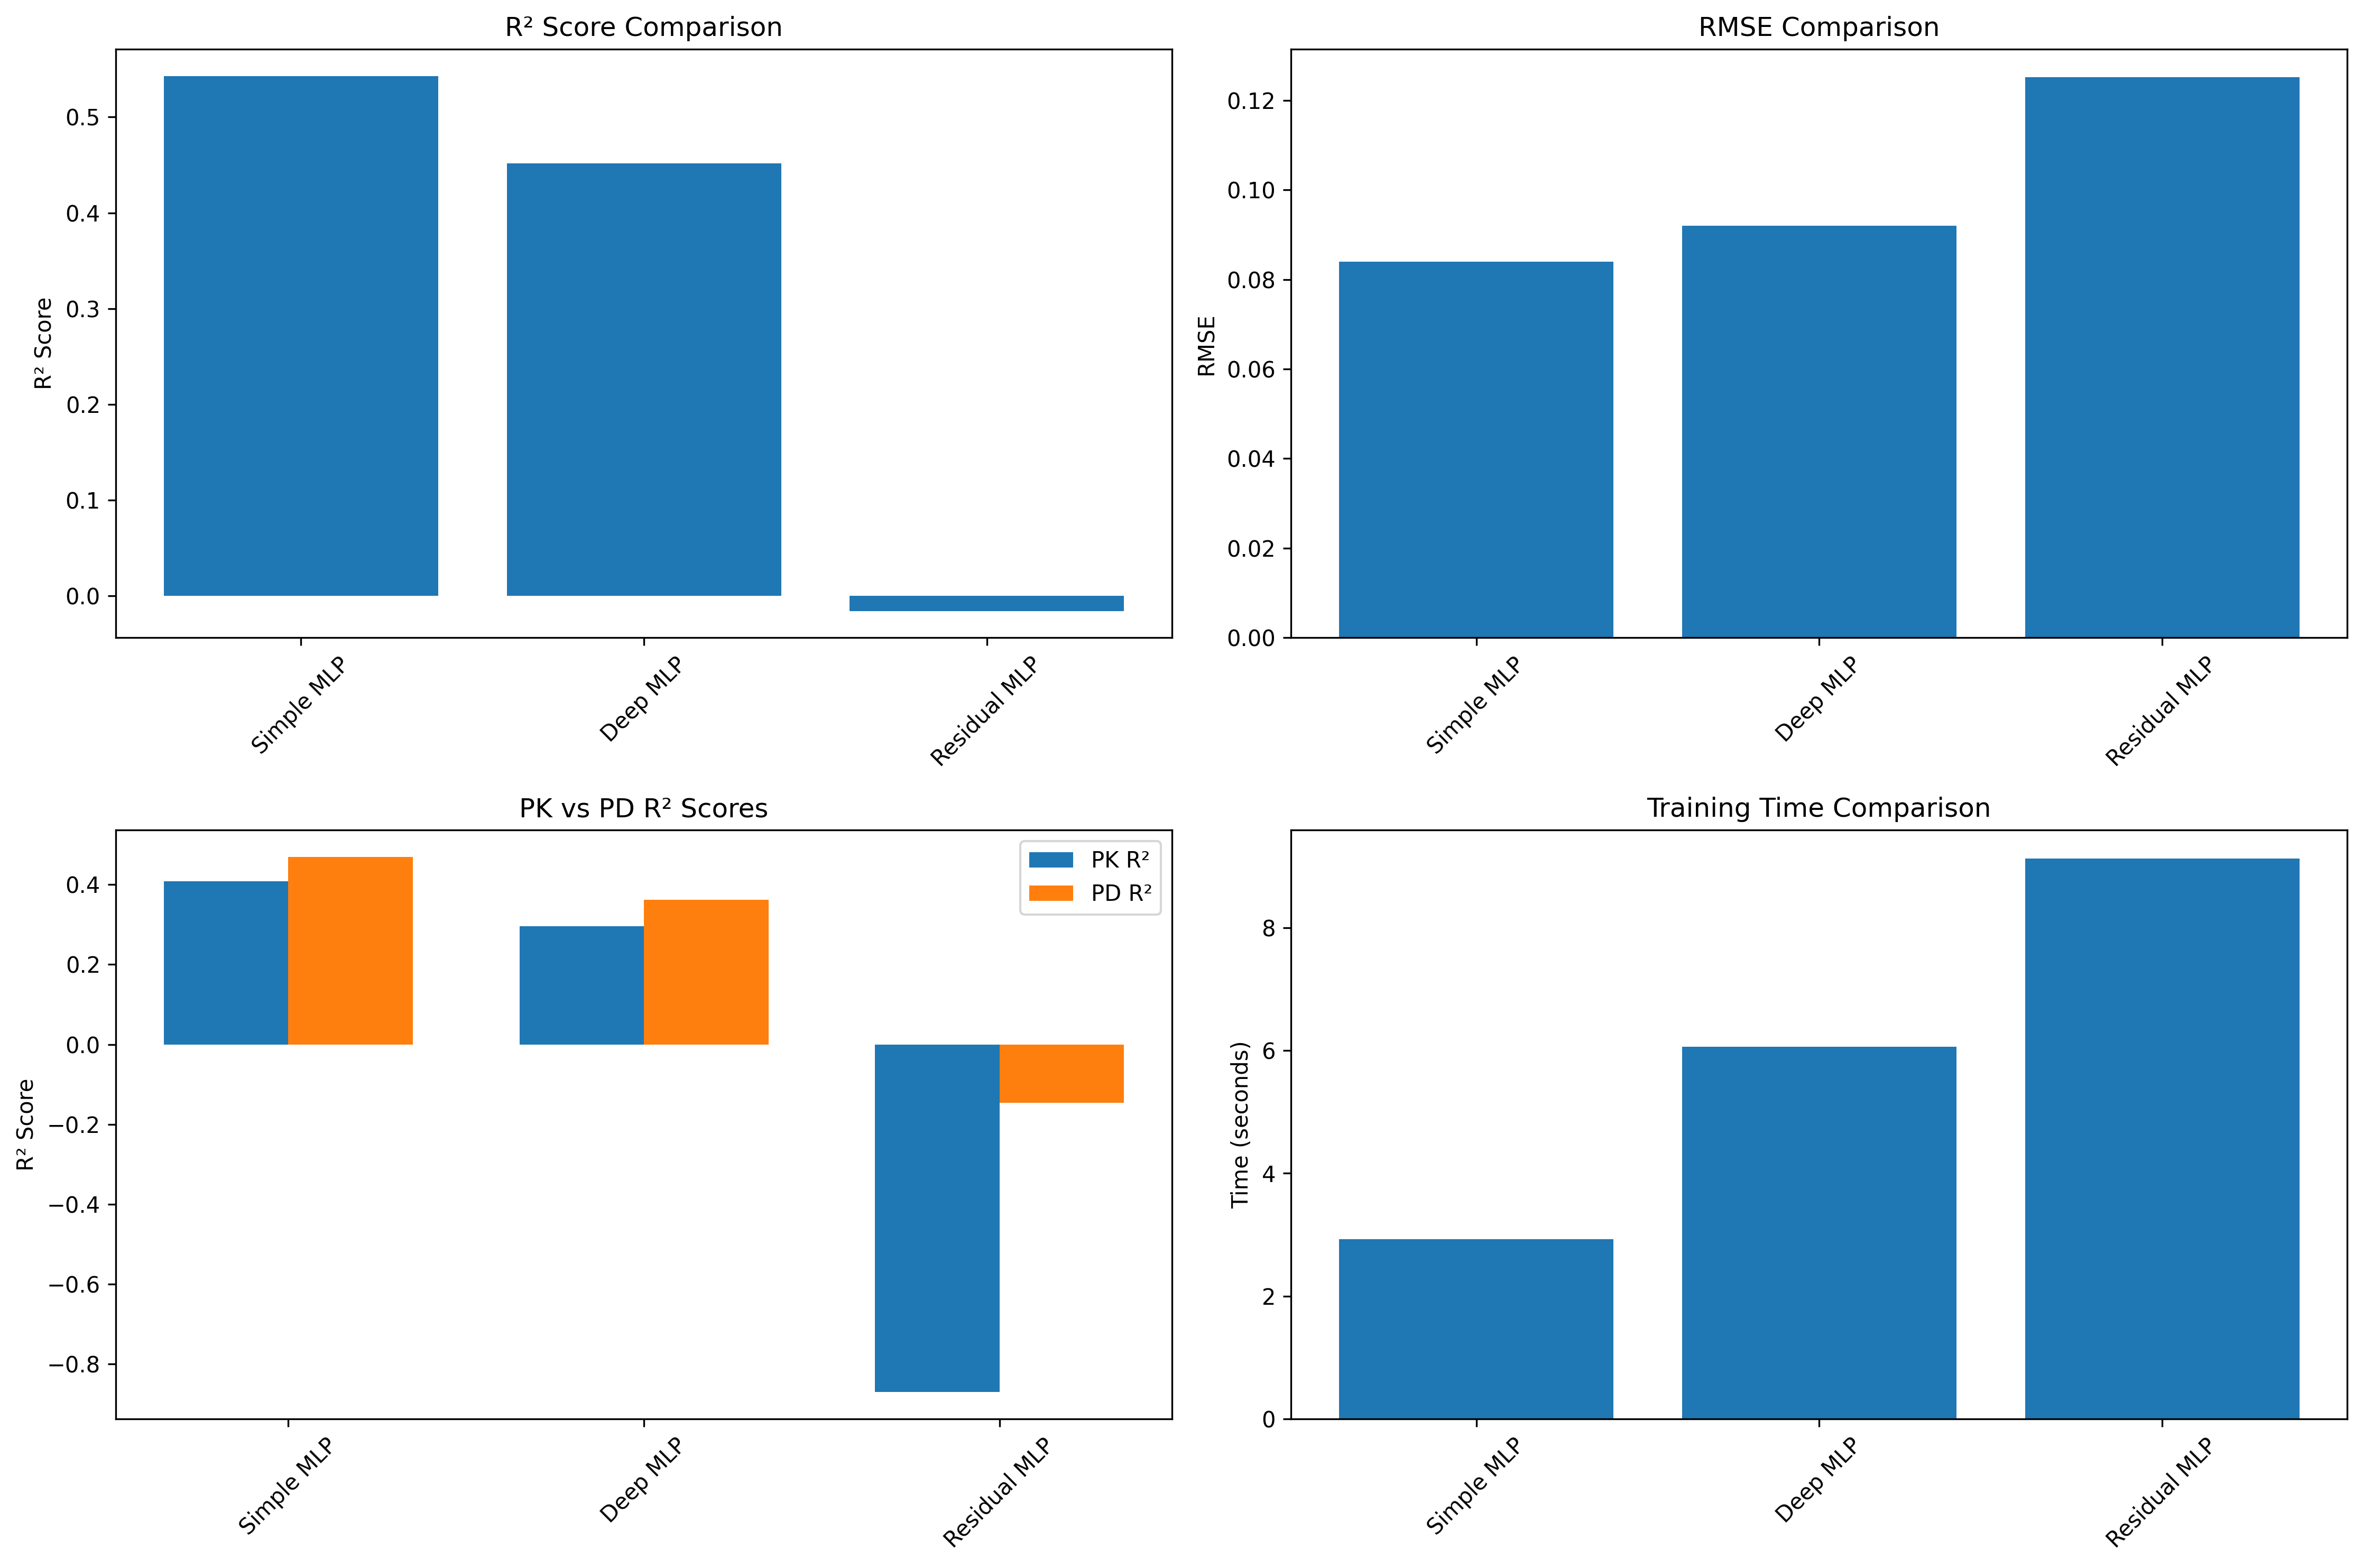 R² Score Comparison
R² Score
0.5
0.4
0.3
0.2
0.1
0.0
Simple MLP
Deep MLP
Residual MLP
RMSE Comparison
RMSE
0.12
0.10
0.08
0.06
0.04
0.02
0.00
Simple MLP
Deep MLP
Residual MLP
PK vs PD R² Scores
R² Score
PK R²
PD R²
0.4
0.2
0.0
−0.2
−0.4
−0.6
−0.8
Simple MLP
Deep MLP
Residual MLP
Training Time Comparison
Time (seconds)
8
6
4
2
0
Simple MLP
Deep MLP
Residual MLP